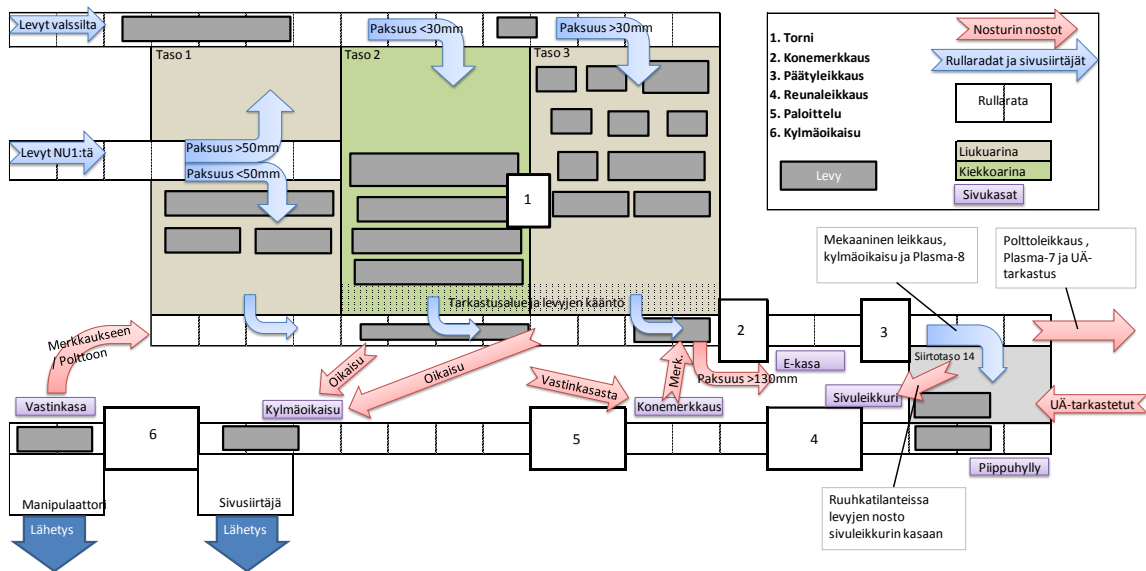 Levyt valssilta
Paksuus <30mm
Paksuus >30mm
Taso 1
Taso 2
Taso 3
Levyt NU1:tä
Paksuus >50mm
Paksuus <50mm
1
Tarkastusalue ja levyjen kääntö
1. Torni
2. Konemerkkaus
3. Päätyleikkaus
4. Reunaleikkaus
5. Paloittelu
6. Kylmäoikaisu
Levy
Nosturin nostot
Rullaradat ja sivusiirtäjät
Rullarata
Liukuarina
Kiekkoarina
Sivukasat
Mekaaninen leikkaus,
kylmäoikaisu ja Plasma-8
Polttoleikkaus ,
Plasma-7 ja UÄ-
tarkastus
Merkkaukseen
/ Polttoon
2
3
Oikaisu
Oikaisu
Vastinkasasta
Merk.
Paksuus >130mm
E-kasa
Siirtotaso 14
Vastinkasa
Kylmäoikaisu
Konemerkkaus
Sivuleikkuri
UÄ-tarkastetut
6
5
4
Piippuhylly
Manipulaattori
Sivusiirtäjä
Lähetys
Lähetys
Ruuhkatilanteissa
levyjen nosto
sivuleikkurin kasaan